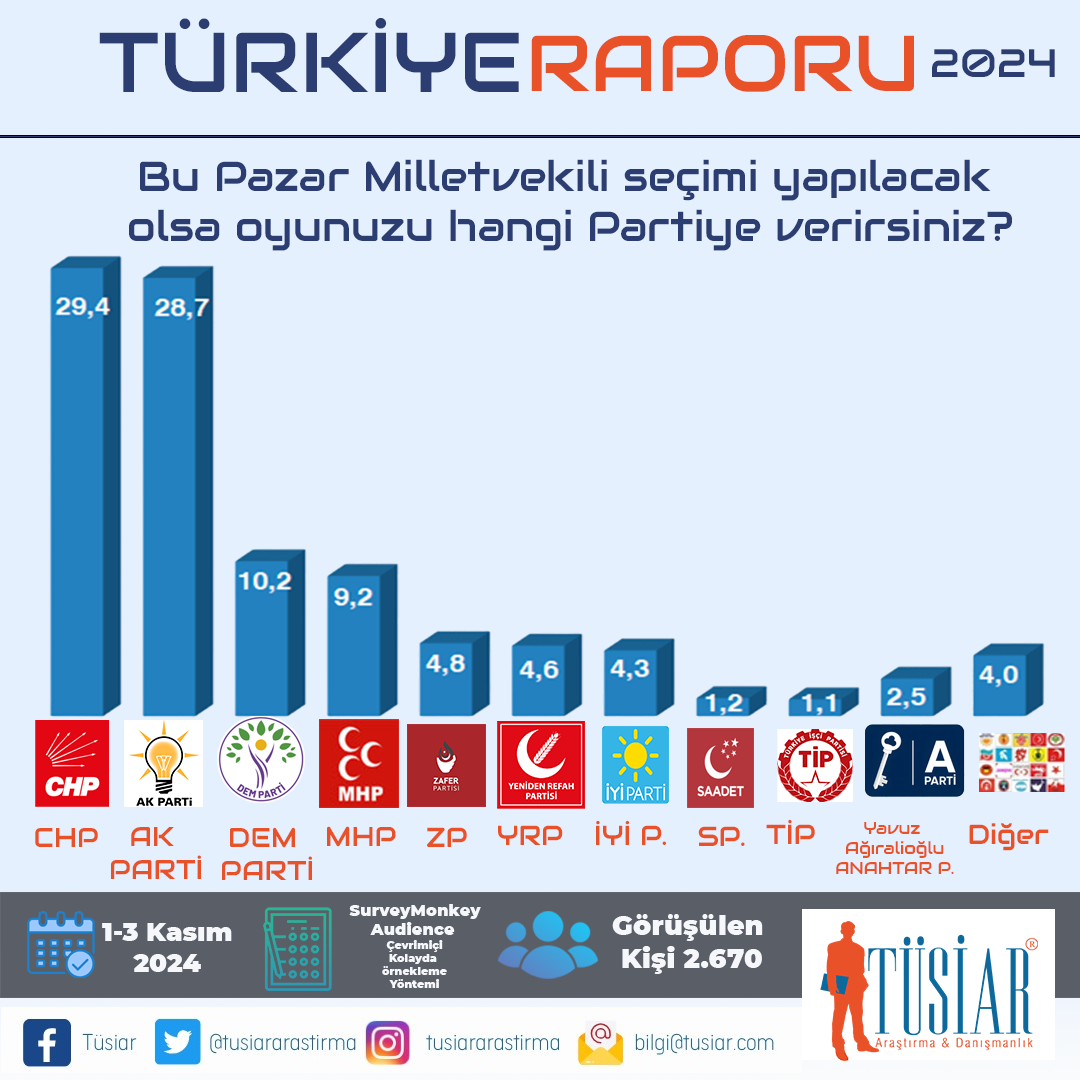 TÜRKİYERAPORU 2024
Bu Pazar Milletvekili seçimi yapılacak
olsa oyunuzu hangi Partiye verirsiniz?
29,4
28,7
10,2
9,2
4,8
4,6
4,3
1,2
1,1
2,5
4,0
CHP
AK PARTi
DEM PARTİ
MHP
ZAFER
PARTİSİ
YENİDEN REFAH
PARTİSİ
İYİ PARTİ
SAADET
TÜRKİYE İŞÇİ PARTİSİ
TİP
A
PARTİ
CHP
AK
PARTİ
DEM
PARTİ
MHP
ZP
YRP
İYİ P.
SP.
TİP
Yavuz
Ağıralioğlu
ANAHTAR P.
Diğer
1-3 Kasım
2024
SurveyMonkey
Audience
Çevrimiçi
Kolayda
örnekleme
Yöntemi
Görüşülen
Kişi 2.670
TÜSİAR®
Araştırma & Danışmanlık
Tüsiar
@tusiararastirma
tusiararastirma
bilgi@tusiar.com